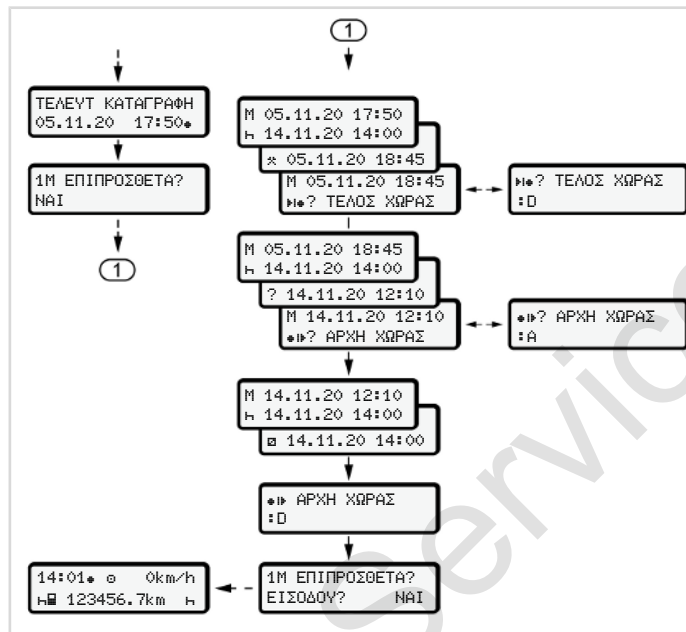 ΤΕΛΕΥΤ ΚΑΤΑΓΡΑΦΗ
05.11.20 17:50
1M ΕΠΙΠΡΟΣΘΕΤΑ?
ΝΑΙ
1
1
M 05.11.20 17:50
14.11.20 14:00
05.11.20 18:45
M 05.11.20 18:45
? ΤΕΛΟΣ ΧΩΡΑΣ
? ΤΕΛΟΣ ΧΩΡΑΣ
:D
M 05.11.20 18:45
14.11.20 14:00
? 14.11.20 12:10
M 14.11.20 12:10
? ΑΡΧΗ ΧΩΡΑΣ
? ΑΡΧΗ ΧΩΡΑΣ
:A
M 14.11.20 12:10
14.11.20 14:00
14.11.20 14:00
ΑΡΧΗ ΧΩΡΑΣ
:D
1M ΕΠΙΠΡΟΣΘΕΤΑ?
ΕΙΣΟΔΟΥ? ΝΑΙ
14:01 0km/h
123456.7km
Service